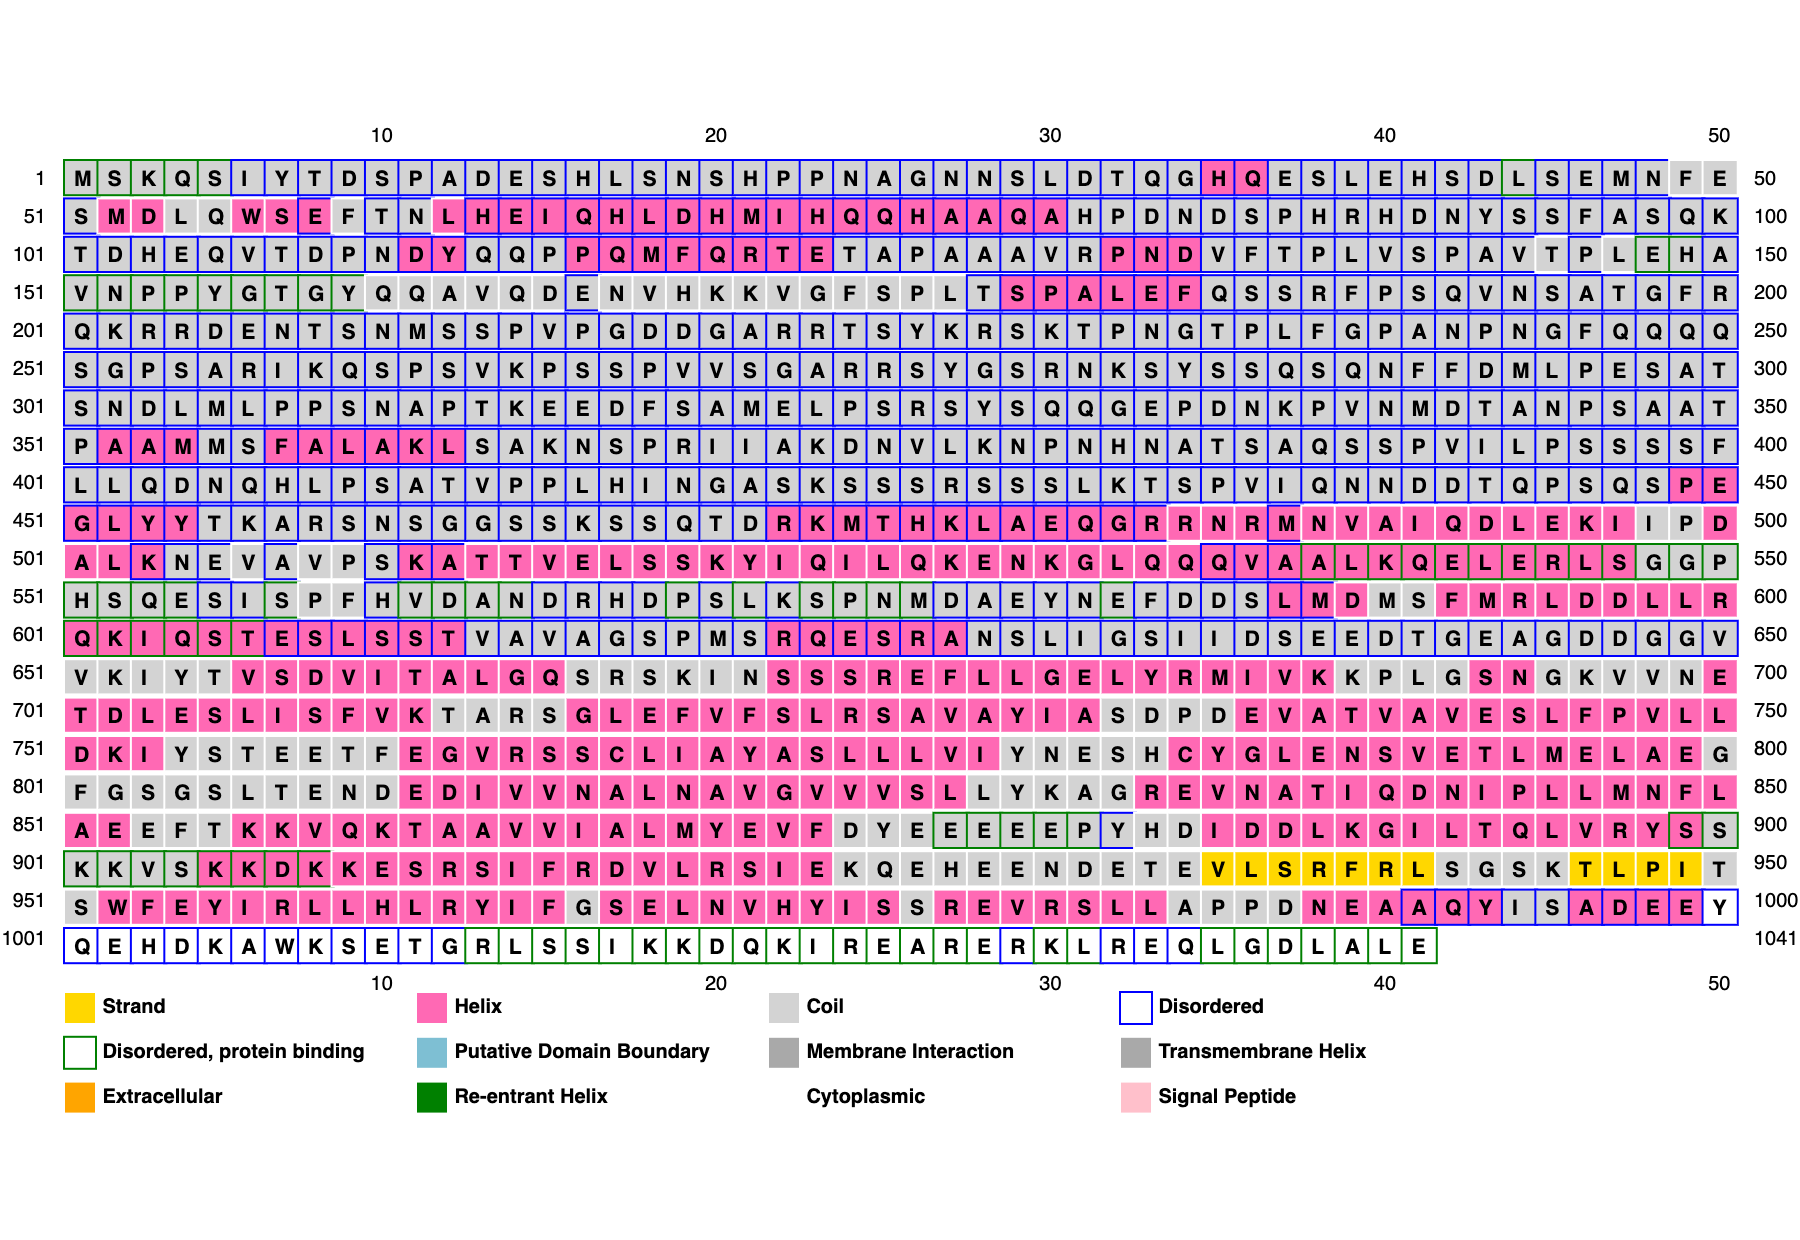 10 20 30 40 50
1 M S K Q S I Y T D S P A D E S H L S N S H P P N A G N N S L D T Q G H Q E S L E H S D L S E M N F E 50
51 S M D L Q W S E F T N L H E I Q H L D H M I H Q Q H A A Q A H P D N D S P H R H D N Y S S F A S Q K 100
101 T D H E Q V T D P N D Y Q Q P P Q M F Q R T E T A P A A A V R P N D V F T P L V S P A V T P L E H A 150
151 V N P P Y G T G Y Q Q A V Q D E N V H K K V G F S P L T S P A L E F Q S S R F P S Q V N S A T G F R 200
201 Q K R R D E N T S N M S S P V P G D D G A R R T S Y K R S K T P N G T P L F G P A N P N G F Q Q Q Q 250
251 S G P S A R I K Q S P S V K P S S P V V S G A R R S Y G S R N K S Y S S Q S Q N F F D M L P E S A T 300
301 S N D L M L P P S N A P T K E E D F S A M E L P S R S Y S Q Q G E P D N K P V N M D T A N P S A A T 350
351 P A A M M S F A L A K L S A K N S P R I I A K D N V L K N P N H N A T S A Q S S P V I L P S S S S F 400
401 L L Q D N Q H L P S A T V P P L H I N G A S K S S S R S S S L K T S P V I Q N N D D T Q P S Q S P E 450
451 G L Y Y T K A R S N S G G S S K S S Q T D R K M T H K L A E Q G R R N R M N V A I Q D L E K I I P D 500
501 A L K N E V A V P S K A T T V E L S S K Y I Q I L Q K E N K G L Q Q Q V A A L K Q E L E R L S G G P 550
551 H S Q E S I S P F H V D A N D R H D P S L K S P N M D A E Y N E F D D S L M D M S F M R L D D L L R 600
601 Q K I Q S T E S L S S T V A V A G S P M S R Q E S R A N S L I G S I I D S E E D T G E A G D D G G V 650
651 V K I Y T V S D V I T A L G Q S R S K I N S S S R E F L L G E L Y R M I V K K P L G S N G K V V N E 700
701 T D L E S L I S F V K T A R S G L E F V F S L R S A V A Y I A S D P D E V A T V A V E S L F P V L L 750
751 D K I Y S T E E T F E G V R S S C L I A Y A S L L L V I Y N E S H C Y G L E N S V E T L M E L A E G 800
801 F G S G S L T E N D E D I V V N A L N A V G V V V S L L Y K A G R E V N A T I Q D N I P L L M N F L 850
851 A E E F T K K V Q K T A A V V I A L M Y E V F D Y E E E E E P Y H D I D D L K G I L T Q L V R Y S S 900
901 K K V S K K D K K E S R S I F R D V L R S I E K Q E H E E N D E T E V L S R F R L S G S K T L P I T 950
951 S W F E Y I R L L H L R Y I F G S E L N V H Y I S S R E V R S L L A P P D N E A A Q Y I S A D E E Y 1000
1001 Q E H D K A W K S E T G R L S S I K K D Q K I R E A R E R K L R E Q L G D L A L E 1041
10 20 30 40 50
Strand Helix Coil Disordered
Disordered, protein binding Putative Domain Boundary Membrane Interaction Transmembrane Helix
Extracellular Re-entrant Helix Cytoplasmic Signal Peptide